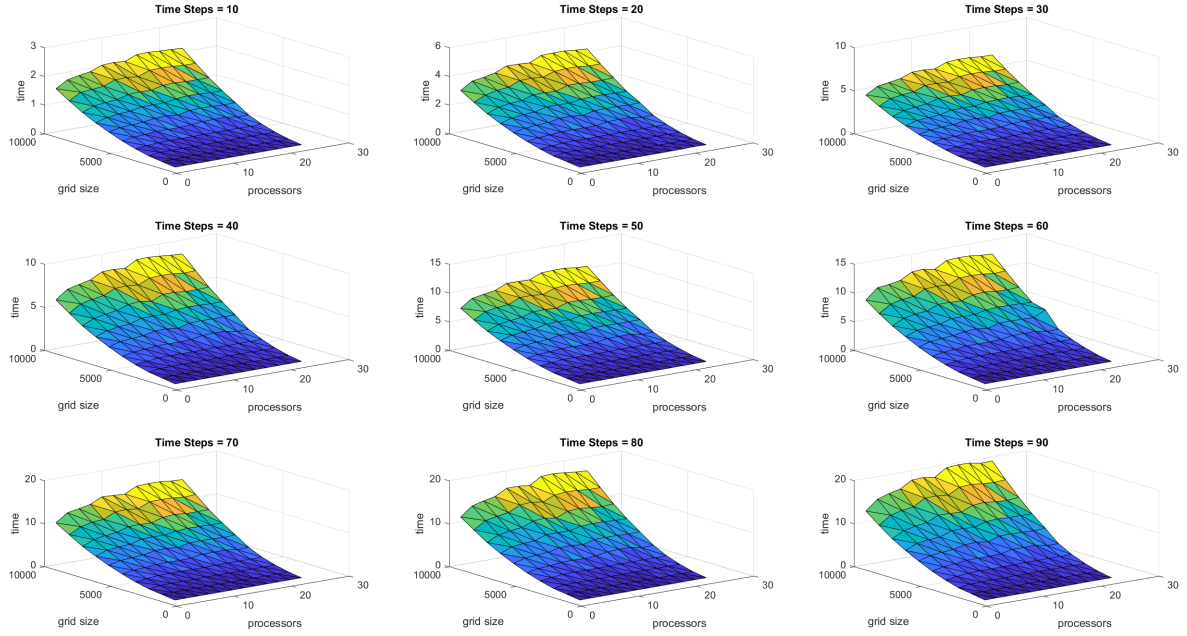 Time Steps = 10
3
2
1
0
time
10000
5000
0
grid size
0
10
20
30
processors
Time Steps = 20
6
4
2
0
time
10000
5000
0
grid size
0
10
20
30
processors
Time Steps = 30
10
5
0
time
10000
5000
0
grid size
0
10
20
30
processors
Time Steps = 40
10
5
0
time
10000
5000
0
grid size
0
10
20
30
processors
Time Steps = 50
15
10
5
0
time
10000
5000
0
grid size
0
10
20
30
processors
Time Steps = 60
15
10
5
0
time
10000
5000
0
grid size
0
10
20
30
processors
Time Steps = 70
20
10
0
time
10000
5000
0
grid size
0
10
20
30
processors
Time Steps = 80
20
10
0
time
10000
5000
0
grid size
0
10
20
30
processors
Time Steps = 90
20
10
0
time
10000
5000
0
grid size
0
10
20
30
processors